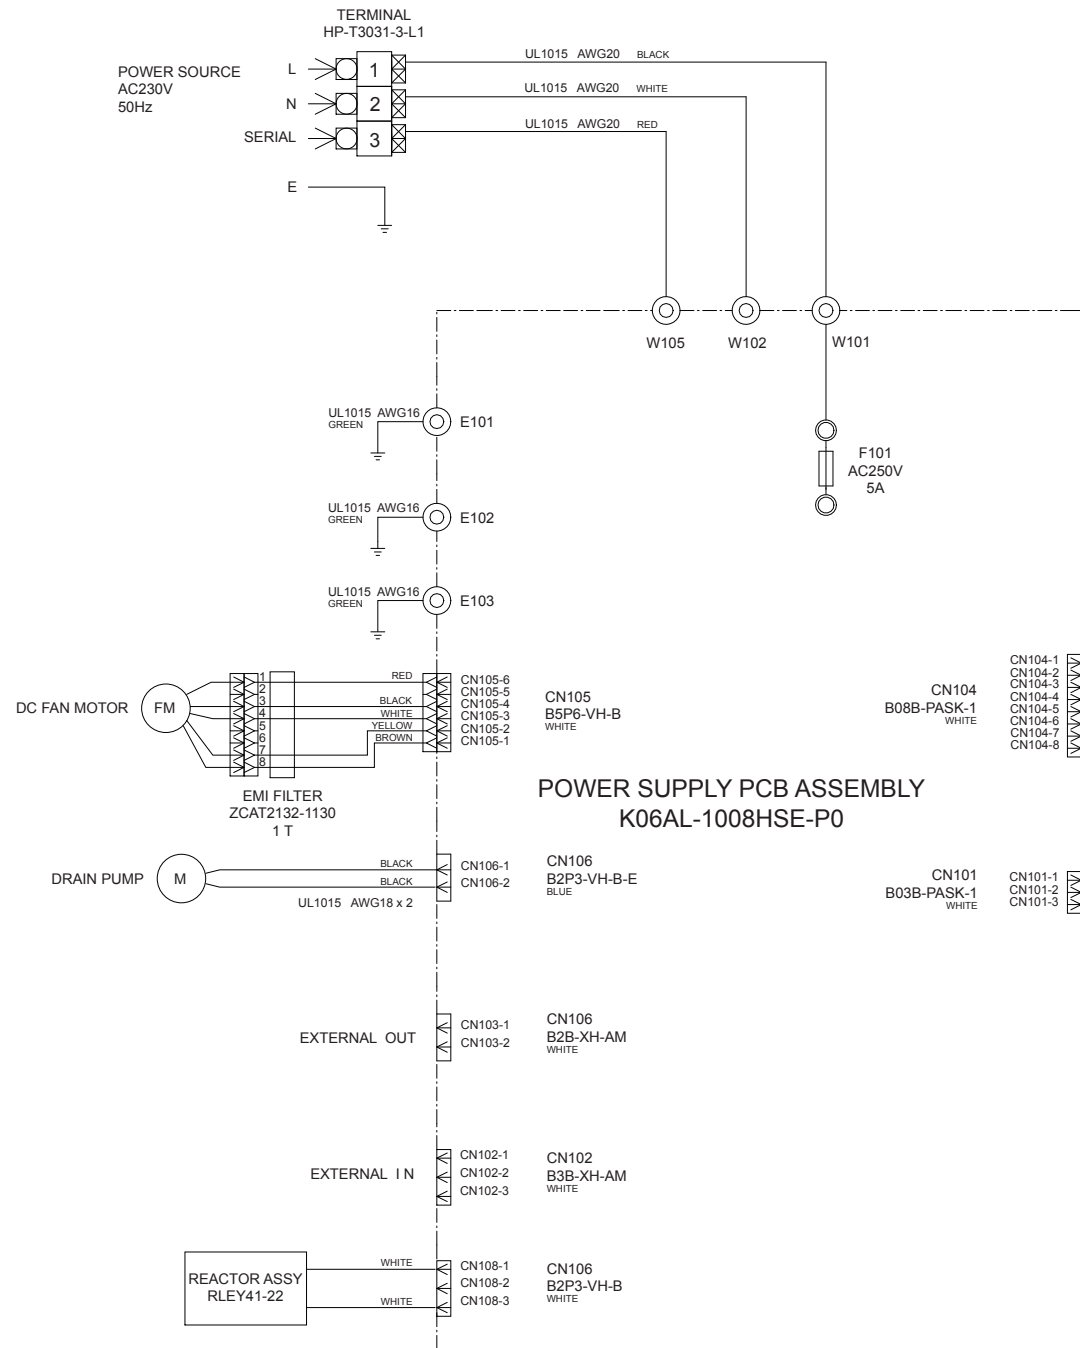 TERMINAL
HP-T3031-3-L1
POWER SOURCE
AC230V
50Hz
L
1
UL1015 AWG20 BLACK
N
2
UL1015 AWG20 WHITE
SERIAL
3
UL1015 AWG20 RED
E
W105
W102
W101
UL1015 AWG16
GREEN
E101
F101
AC250V
5A
UL1015 AWG16
GREEN
E102
UL1015 AWG16
GREEN
E103
DC FAN MOTOR
FM
1
2
3
4
5
6
7
8
RED
BLACK
WHITE
YELLOW
BROWN
CN105-6
CN105-5
CN105-4
CN105-3
CN105-2
CN105-1
CN105
B5P6-VH-B
WHITE
CN104
B08B-PASK-1
WHITE
CN104-1
CN104-2
CN104-3
CN104-4
CN104-5
CN104-6
CN104-7
CN104-8
EMI FILTER
ZCAT2132-1130
1 T
POWER SUPPLY PCB ASSEMBLY
K06AL-1008HSE-P0
DRAIN PUMP
M
BLACK
BLACK
UL1015 AWG18 x 2
CN106-1
CN106-2
CN106
B2P3-VH-B-E
BLUE
CN101
B03B-PASK-1
WHITE
CN101-1
CN101-2
CN101-3
EXTERNAL OUT
CN103-1
CN103-2
CN106
B2B-XH-AM
WHITE
EXTERNAL I N
CN102-1
CN102-2
CN102-3
CN102
B3B-XH-AM
WHITE
REACTOR ASSY
RLEY41-22
WHITE
WHITE
CN108-1
CN108-2
CN108-3
CN106
B2P3-VH-B
WHITE